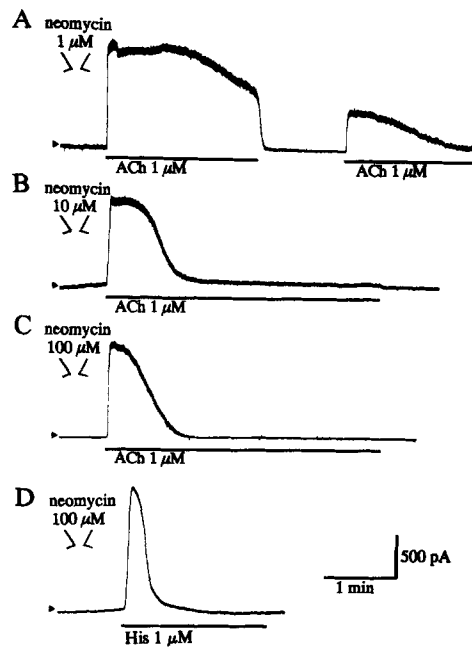 A
neomycin
1 μM
ACh 1 μM
ACh 1 μM
B
neomycin
10 μM
ACh 1 μM
C
neomycin
100 μM
ACh 1 μM
D
neomycin
100 μM
His 1 μM
500 pA
1 min